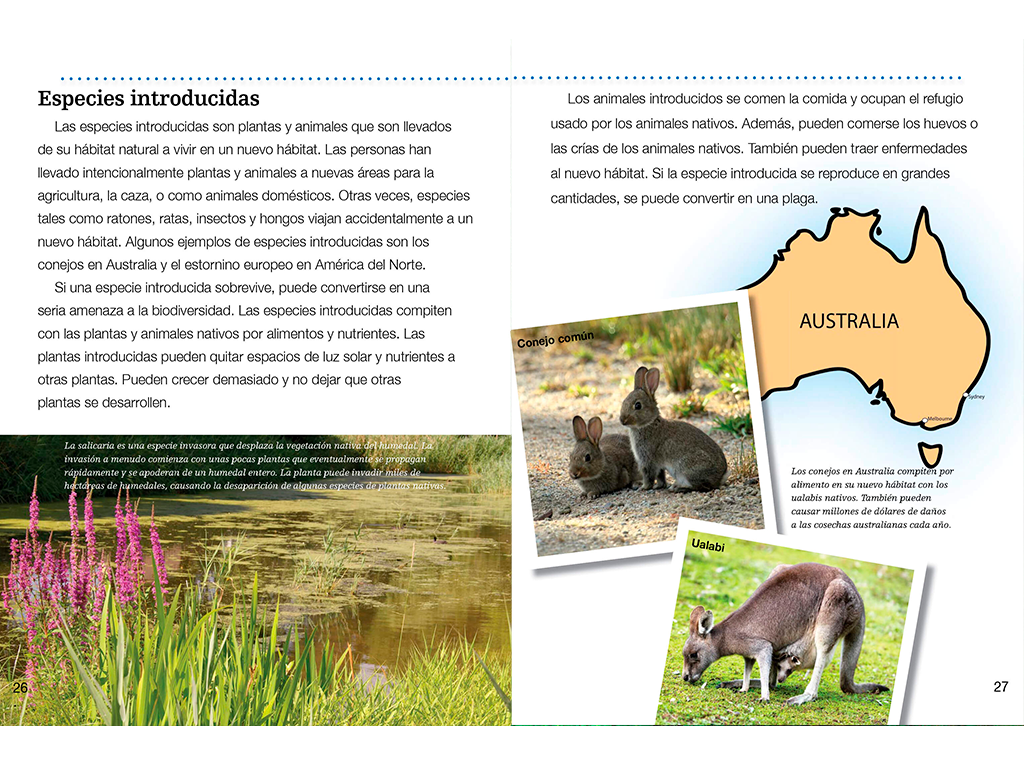 Especies introducidas
Las especies introducidas son plantas y animales que son llevados
de su hábitat natural a vivir en un nuevo hábitat. Las personas han
llevado intencionalmente plantas y animales a nuevas áreas para la
agricultura, la caza, o como animales domésticos. Otras veces, especies
tales como ratones, ratas, insectos y hongos viajan accidentalmente a un
nuevo hábitat. Algunos ejemplos de especies introducidas son los
conejos en Australia y el estornino europeo en América del Norte.
Si una especie introducida sobrevive, puede convertirse en una
seria amenaza a la biodiversidad. Las especies introducidas compiten
con las plantas y animales nativos por alimentos y nutrientes. Las
plantas introducidas pueden quitar espacios de luz solar y nutrientes a
otras plantas. Pueden crecer demasiado y no dejar que otras
plantas se desarrollen.
La salicaria es una especie invasora que desplaza la vegetación nativa del humedal. La
invasión a menudo comienza con unas pocas plantas que eventualmente se propagan
rápidamente y se apoderan de un humedal entero. La planta puede invadir miles de
hectáreas de humedales, causando la desaparición de algunas especies de plantas nativas.
26
Los animales introducidos se comen la comida y ocupan el refugio
usado por los animales nativos. Además, pueden comerse los huevos o
las crías de los animales nativos. También pueden traer enfermedades
al nuevo hábitat. Si la especie introducida se reproduce en grandes
cantidades, se puede convertir en una plaga.
AUSTRALIA
Sydney
Melbourne
Conejo común
Los conejos en Australia compiten por
alimento en su nuevo hábitat con los
ualabis nativos. También pueden
causar millones de dólares de daños
a las cosechas australianas cada año.
Ualabi
27